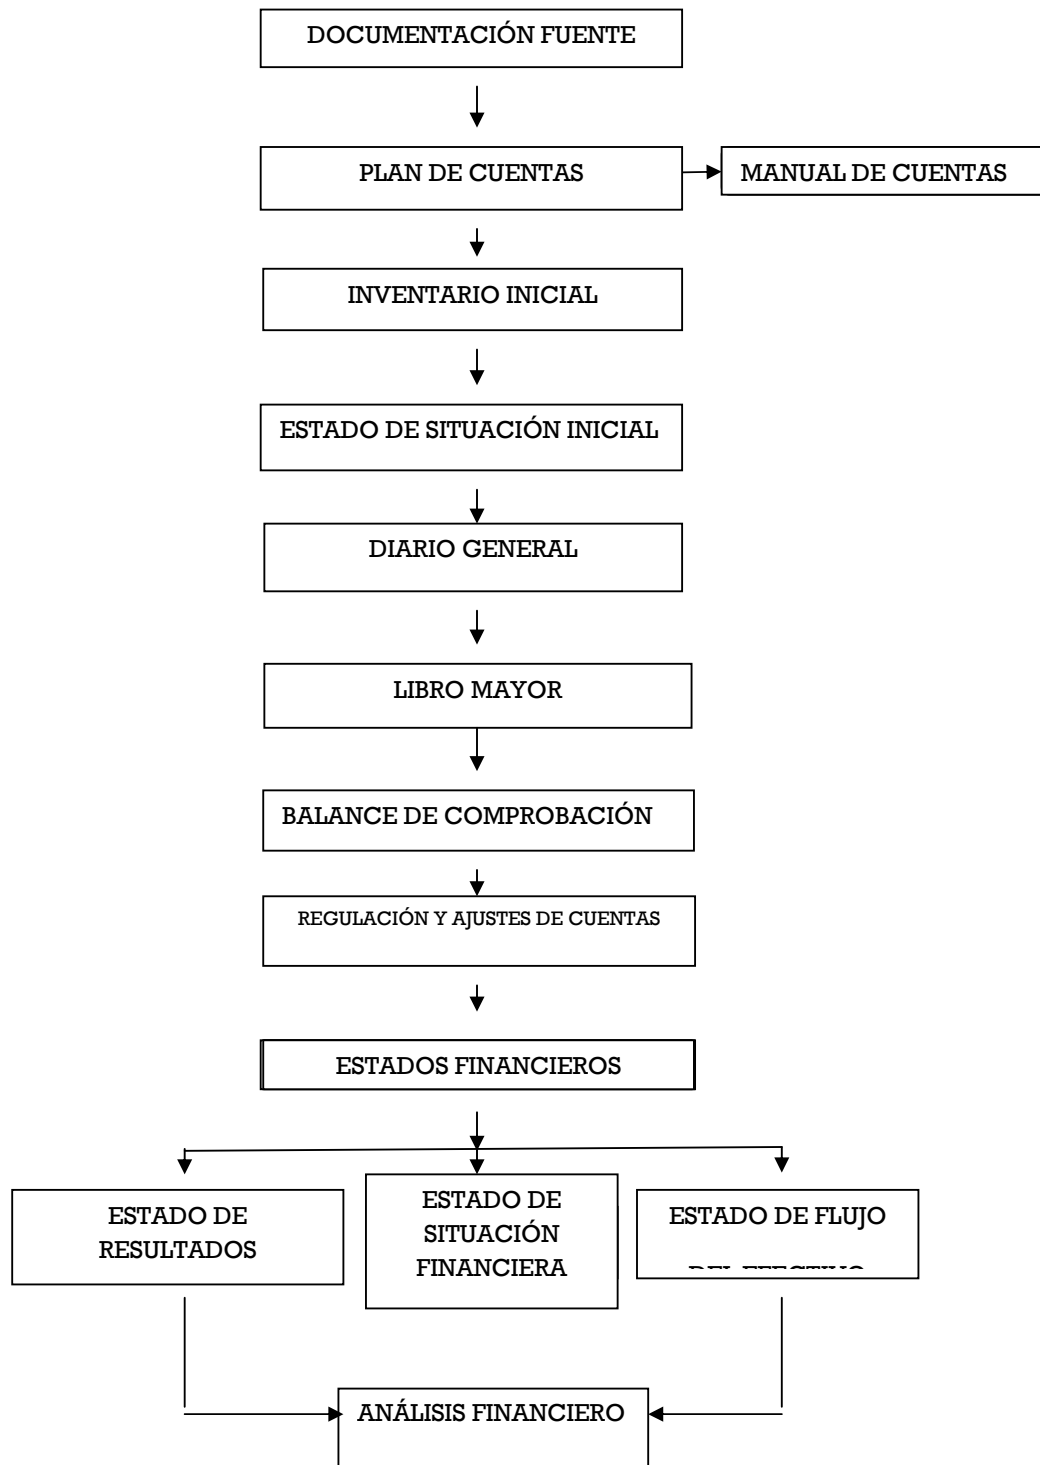 DOCUMENTACIÓN FUENTE
PLAN DE CUENTAS
MANUAL DE CUENTAS
INVENTARIO INICIAL
ESTADO DE SITUACIÓN INICIAL
DIARIO GENERAL
LIBRO MAYOR
BALANCE DE COMPROBACIÓN
REGULACIÓN Y AJUSTES DE CUENTAS
ESTADOS FINANCIEROS
ESTADO DE
RESULTADOS
ESTADO DE
SITUACIÓN
FINANCIERA
ESTADO DE FLUJO
ANÁLISIS FINANCIERO